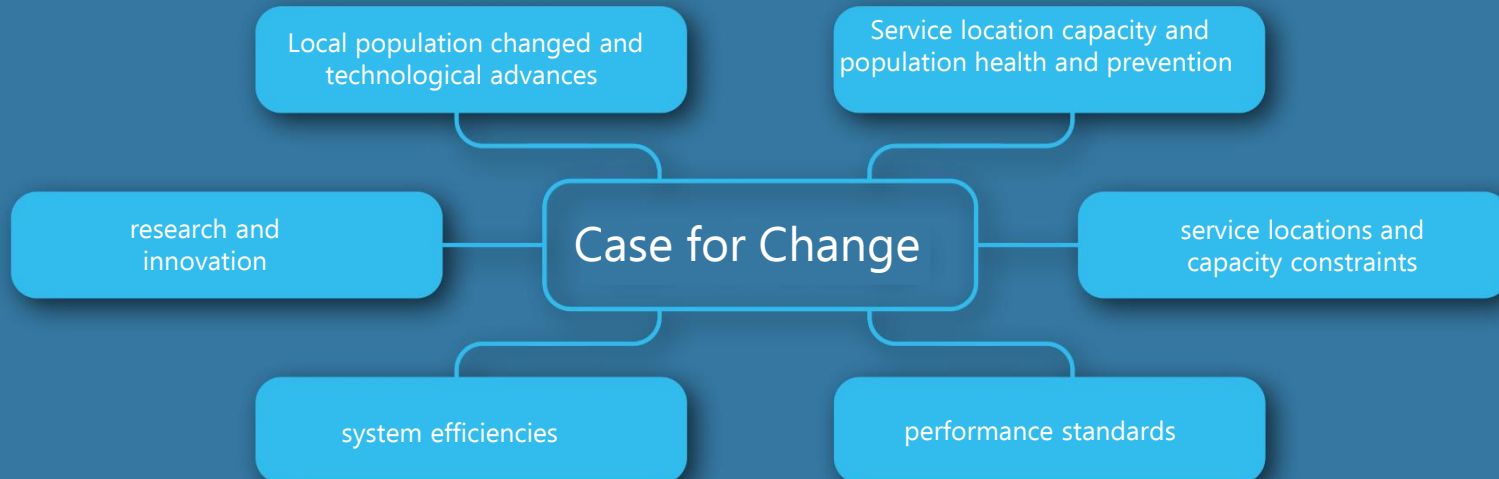 Local population changed and
technological advances
Service location capacity and
population health and prevention
research and
innovation
Case for Change
service locations and
capacity constraints
system efficiencies
performance standards